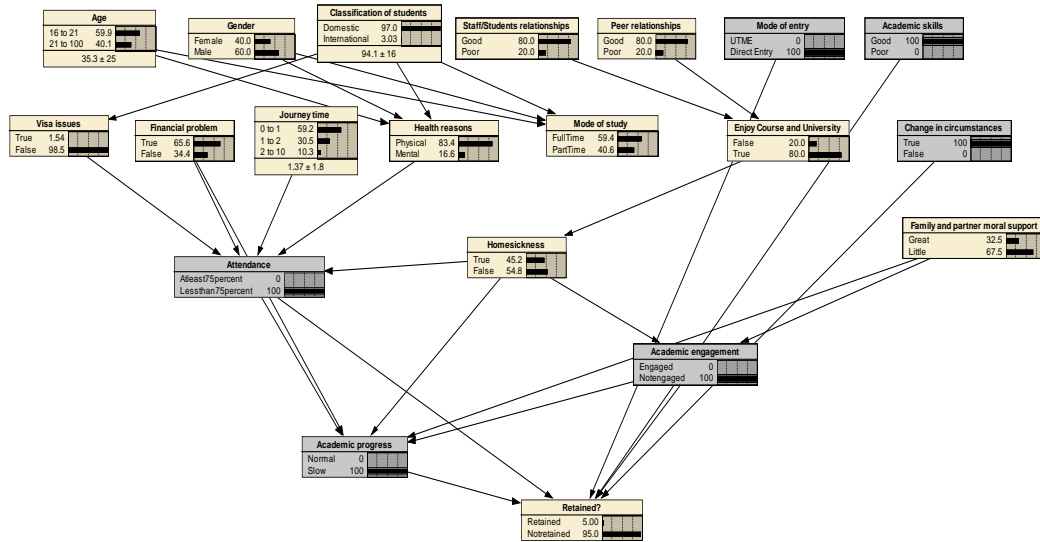 Age
16 to 21 59.9
21 to 100 40.1
35.3 ± 25
Gender
Female 40.0
Male 60.0
Classification of students
Domestic 97.0
International 3.03
94.1 ± 16
Staff/Students relationships
Good 80.0
Poor 20.0
Peer relationships
Good 80.0
Poor 20.0
Mode of entry
UTME 0
Direct Entry 100
Academic skills
Good 100
Poor 0
Visa issues
True 1.54
False 98.5
Financial problem
True 65.6
False 34.4
Journey time
0 to 1 59.2
1 to 2 30.5
2 to 10 10.3
1.37 ± 1.8
Health reasons
Physical 83.4
Mental 16.6
Mode of study
FullTime 59.4
PartTime 40.6
Enjoy Course and University
False 20.0
True 80.0
Change in circumstances
True 100
False 0
Family and partner moral support
Great 32.5
Little 67.5
Homesickness
True 45.2
False 54.8
Attendance
Atleast75percent 0
Lessthan75percent 100
Academic engagement
Engaged 0
Notengaged 100
Academic progress
Normal 0
Slow 100
Retained?
Retained 5.00
Notretained 95.0